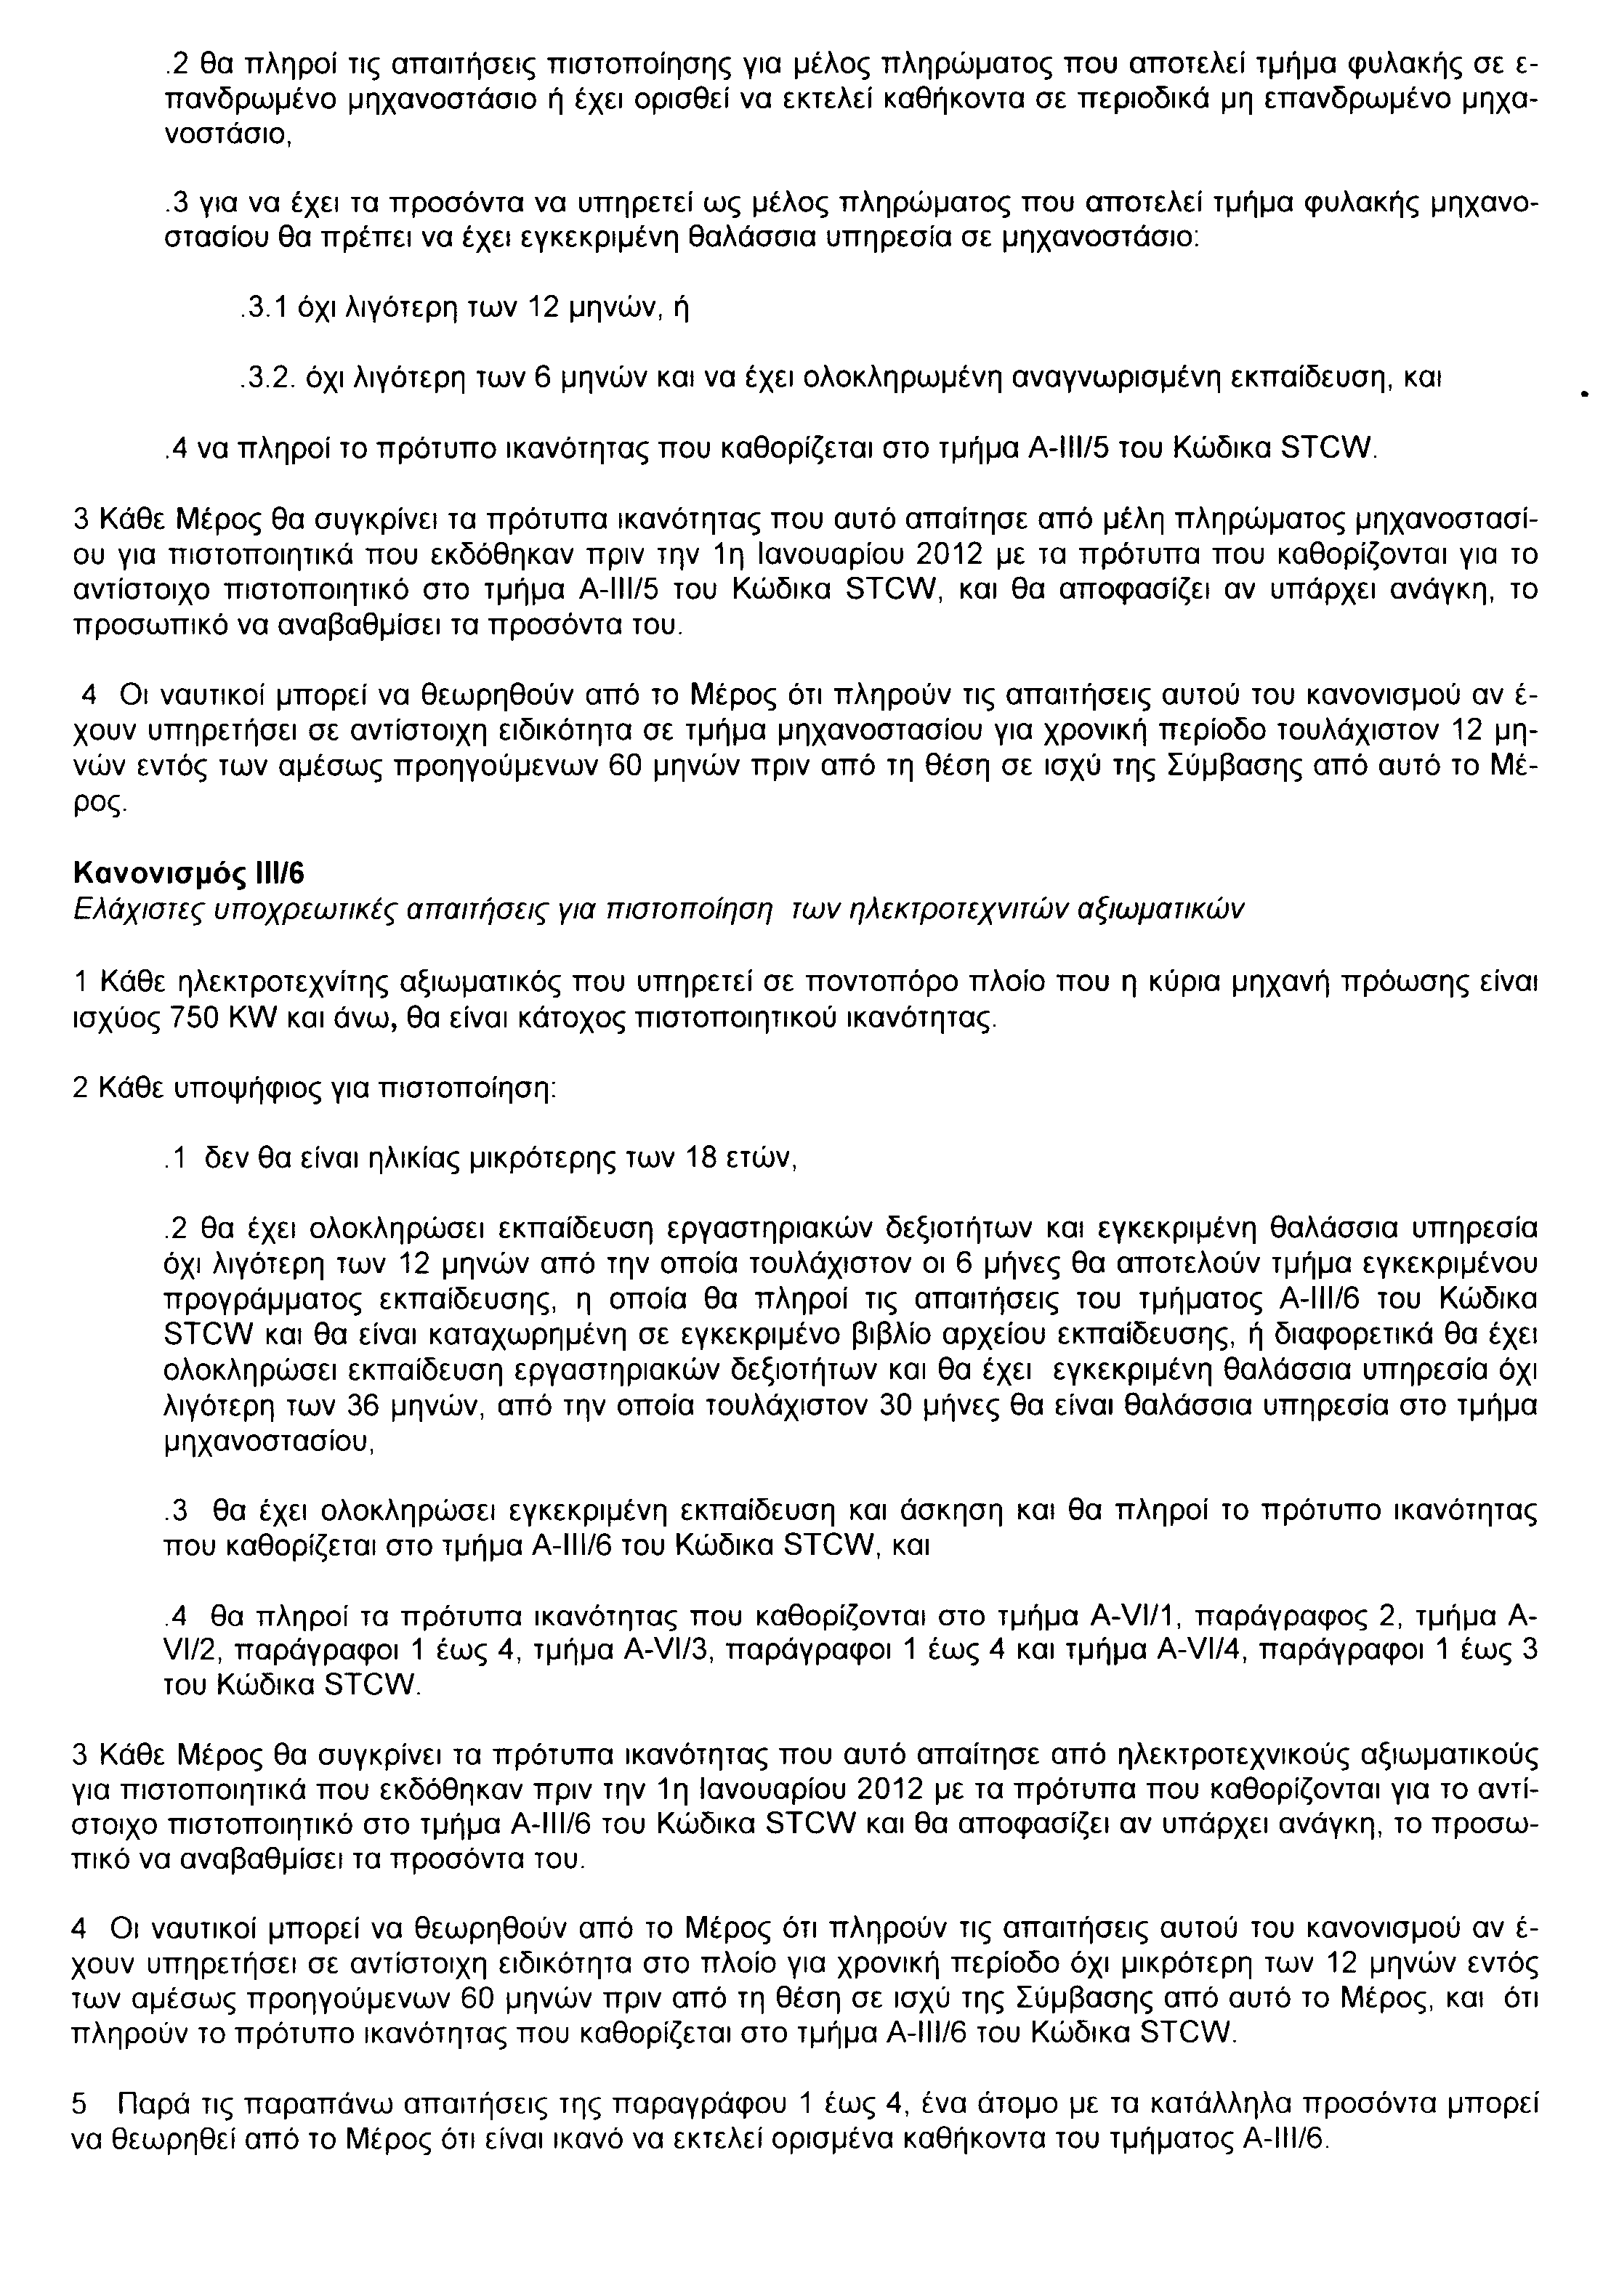 .2 θα πληροί τις απαιτήσεις πιστοποίησης για μέλος πληρώματος που αποτελεί τμήμα φυλακής σε ε-
πανδρωμένο μηχανοστάσιο ή έχει ορισθεί να εκτελεί καθήκοντα σε περιοδικά μη επανδρωμένο μηχα-
νοστάσιο,
.3 για να έχει τα προσόντα να υπηρετεί ως μέλος πληρώματος που αποτελεί τμήμα φυλακής μηχανο-
στασίου θα πρέπει να έχει εγκεκριμένη θαλάσσια υπηρεσία σε μηχανοστάσιο:
.3.1 όχι λιγότερη των 12 μηνών, ή
.3.2. όχι λιγότερη των 6 μηνών και να έχει ολοκληρωμένη αναγνωρισμένη εκπαίδευση, και
.4 να πληροί το πρότυπο ικανότητας που καθορίζεται στο τμήμα Α-ΙΙΙ/5 του Κώδικα STCW.
3 Κάθε Μέρος θα συγκρίνει τα πρότυπα ικανότητας που αυτό απαίτησε από μέλη πληρώματος μηχανοστασί-
ου για πιστοποιητικά που εκδόθηκαν πριν την 1η Ιανουαρίου 2012 με τα πρότυπα που καθορίζονται για το
αντίστοιχο πιστοποιητικό στο τμήμα Α-ΙΙΙ/5 του Κώδικα STCW, και θα αποφασίζει αν υπάρχει ανάγκη, το
προσωπικό να αναβαθμίσει τα προσόντα του.
4 Οι ναυτικοί μπορεί να θεωρηθούν από το Μέρος ότι πληρούν τις απαιτήσεις αυτού του κανονισμού αν έ-
χουν υπηρετήσει σε αντίστοιχη ειδικότητα σε τμήμα μηχανοστασίου για χρονική περίοδο τουλάχιστον 12 μη-
νών εντός των αμέσως προηγούμενων 60 μηνών πριν από τη θέση σε ισχύ της Σύμβασης από αυτό το Μέ-
ρος.
Κανονισμός ΙΙΙ/6
Ελάχιστες υποχρεωτικές απαιτήσεις για πιστοποίηση των ηλεκτροτεχνιτών αξιωματικών
1 Κάθε ηλεκτροτεχνίτης αξιωματικός που υπηρετεί σε ποντοπόρο πλοίο που η κύρια μηχανή πρόωσης είναι
ισχύος 750 KW και άνω, θα είναι κάτοχος πιστοποιητικού ικανότητας.
2 Κάθε υποψήφιος για πιστοποίηση:
.1 δεν θα είναι ηλικίας μικρότερης των 18 ετών,
.2 θα έχει ολοκληρώσει εκπαίδευση εργαστηριακών δεξιοτήτων και εγκεκριμένη θαλάσσια υπηρεσία
όχι λιγότερη των 12 μηνών από την οποία τουλάχιστον οι 6 μήνες θα αποτελούν τμήμα εγκεκριμένου
προγράμματος εκπαίδευσης, η οποία θα πληροί τις απαιτήσεις του τμήματος Α-ΙΙΙ/6 του Κώδικα
STCW και θα είναι καταχωρημένη σε εγκεκριμένο βιβλίο αρχείου εκπαίδευσης, ή διαφορετικά θα έχει
ολοκληρώσει εκπαίδευση εργαστηριακών δεξιοτήτων και θα έχει εγκεκριμένη θαλάσσια υπηρεσία όχι
λιγότερη των 36 μηνών, από την οποία τουλάχιστον 30 μήνες θα είναι θαλάσσια υπηρεσία στο τμήμα
μηχανοστασίου,
.3 θα έχει ολοκληρώσει εγκεκριμένη εκπαίδευση και άσκηση και θα πληροί το πρότυπο ικανότητας
που καθορίζεται στο τμήμα Α-ΙΙΙ/6 του Κώδικα STCW, και
.4 θα πληροί τα πρότυπα ικανότητας που καθορίζονται στο τμήμα A-VI/1, παράγραφος 2, τμήμα A-
VI/2, παράγραφοι 1 έως 4, τμήμα A-VI/3, παράγραφοι 1 έως 4 και τμήμα A-VI/4, παράγραφοι 1 έως 3
του Κώδικα STCW.
3 Κάθε Μέρος θα συγκρίνει τα πρότυπα ικανότητας που αυτό απαίτησε από ηλεκτροτεχνικούς αξιωματικούς
για πιστοποιητικά που εκδόθηκαν πριν την 1η Ιανουαρίου 2012 με τα πρότυπα που καθορίζονται για το αντί-
στοιχο πιστοποιητικό στο τμήμα Α-ΙΙΙ/6 του Κώδικα STCW και θα αποφασίζει αν υπάρχει ανάγκη, το προσω-
πικό να αναβαθμίσει τα προσόντα του.
4 Οι ναυτικοί μπορεί να θεωρηθούν από το Μέρος ότι πληρούν τις απαιτήσεις αυτού του κανονισμού αν έ-
χουν υπηρετήσει σε αντίστοιχη ειδικότητα στο πλοίο για χρονική περίοδο όχι μικρότερη των 12 μηνών εντός
των αμέσως προηγούμενων 60 μηνών πριν από τη θέση σε ισχύ της Σύμβασης από αυτό το Μέρος, και ότι
πληρούν το πρότυπο ικανότητας που καθορίζεται στο τμήμα Α-ΙΙΙ/6 του Κώδικα STCW.
5 Παρά τις παραπάνω απαιτήσεις της παραγράφου 1 έως 4, ένα άτομο με τα κατάλληλα προσόντα μπορεί
να θεωρηθεί από το Μέρος ότι είναι ικανό να εκτελεί ορισμένα καθήκοντα του τμήματος Α-ΙΙΙ/6.